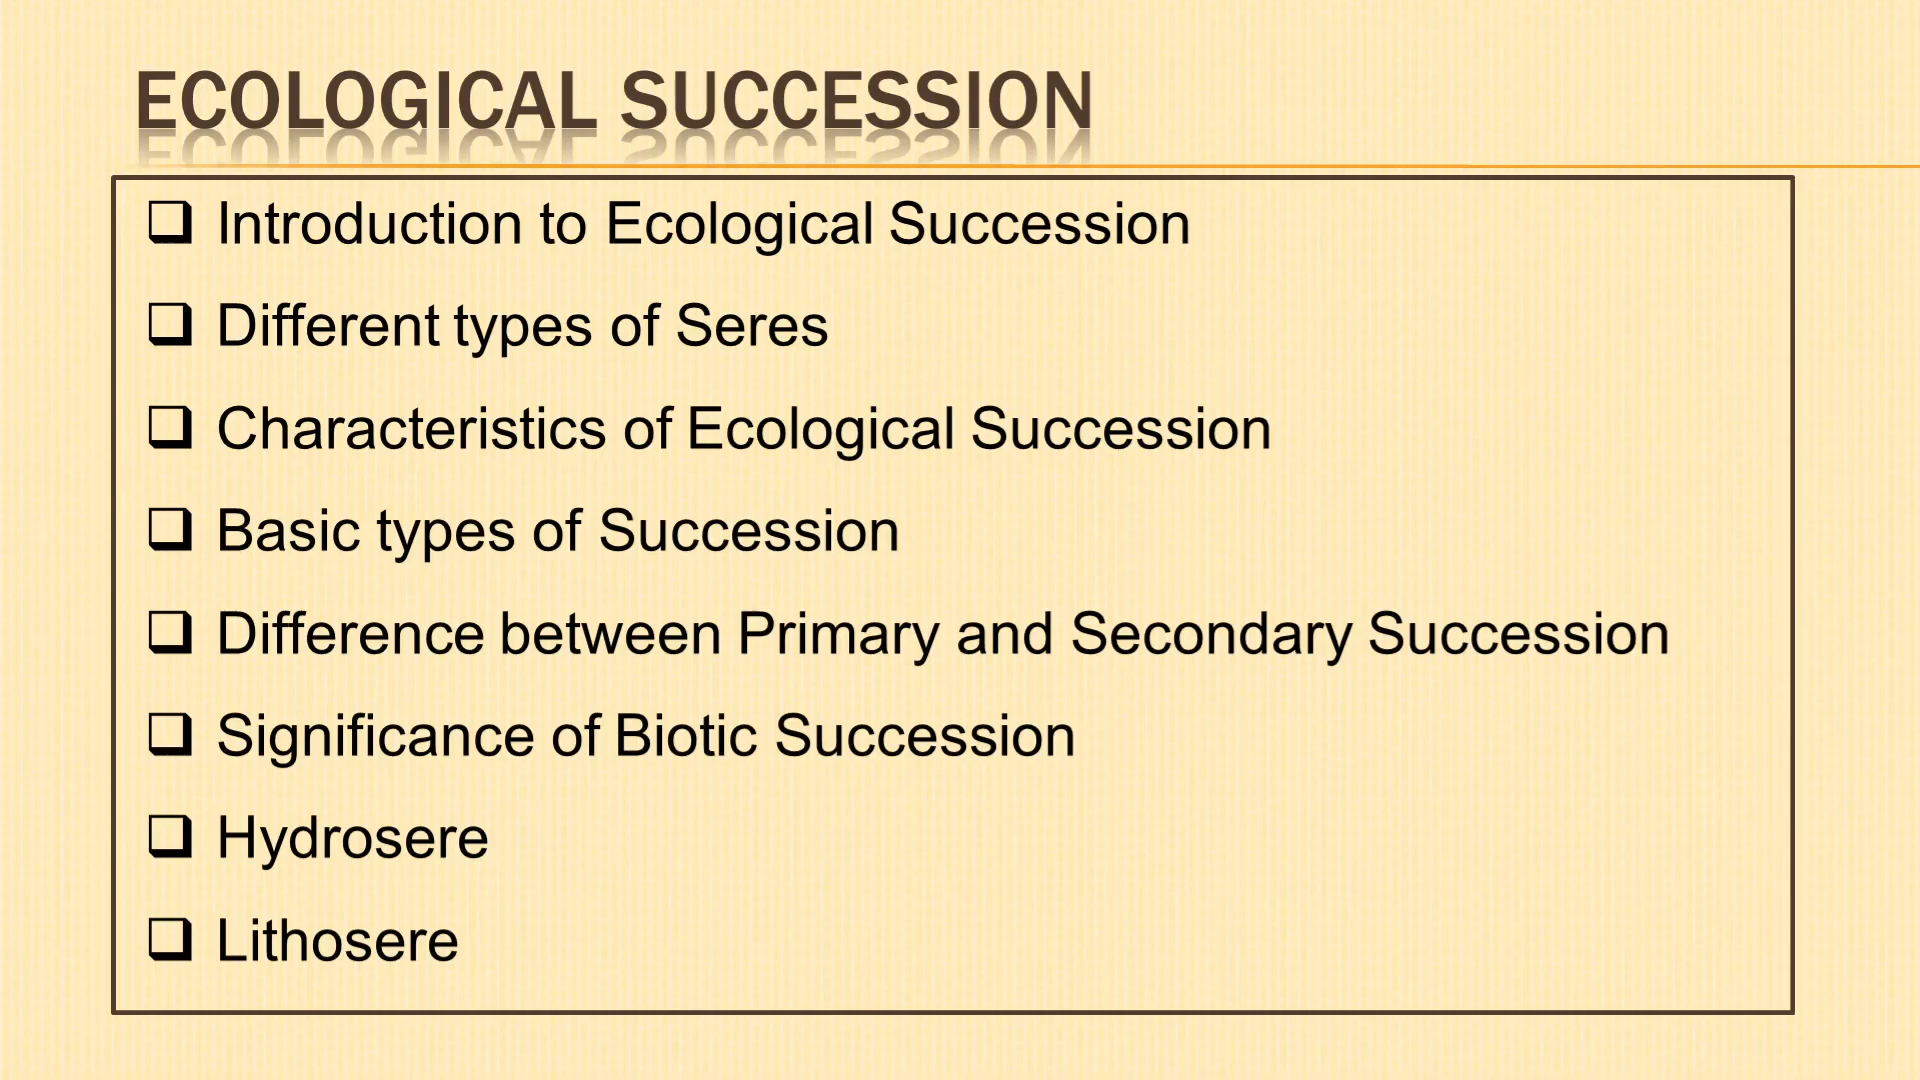 ECOLOGICAL SUCCESSION
❑ Introduction to Ecological Succession
❑ Different types of Seres
❑ Characteristics of Ecological Succession
❑ Basic types of Succession
❑ Difference between Primary and Secondary Succession
❑ Significance of Biotic Succession
❑ Hydrosere
❑ Lithosere